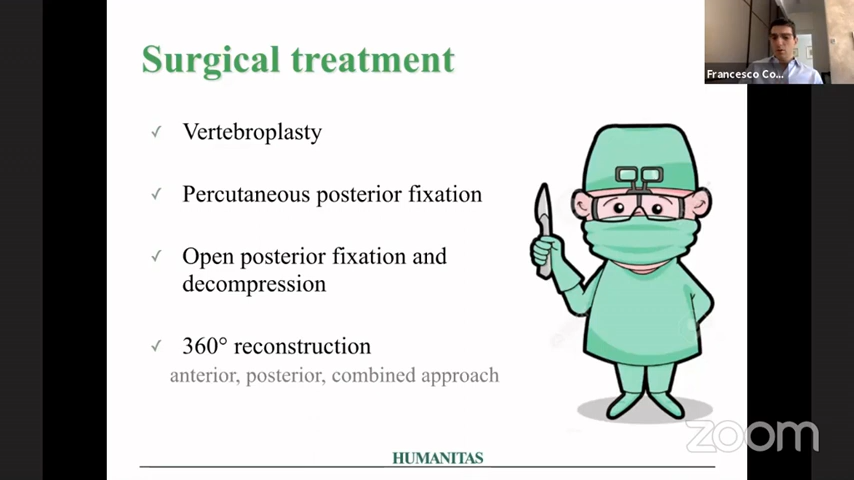 Surgical treatment
Francesco Co...
✓ Vertebroplasty
✓ Percutaneous posterior fixation
✓ Open posterior fixation and
decompression
✓ 360° reconstruction
anterior, posterior, combined approach
zoom
HUMANITAS